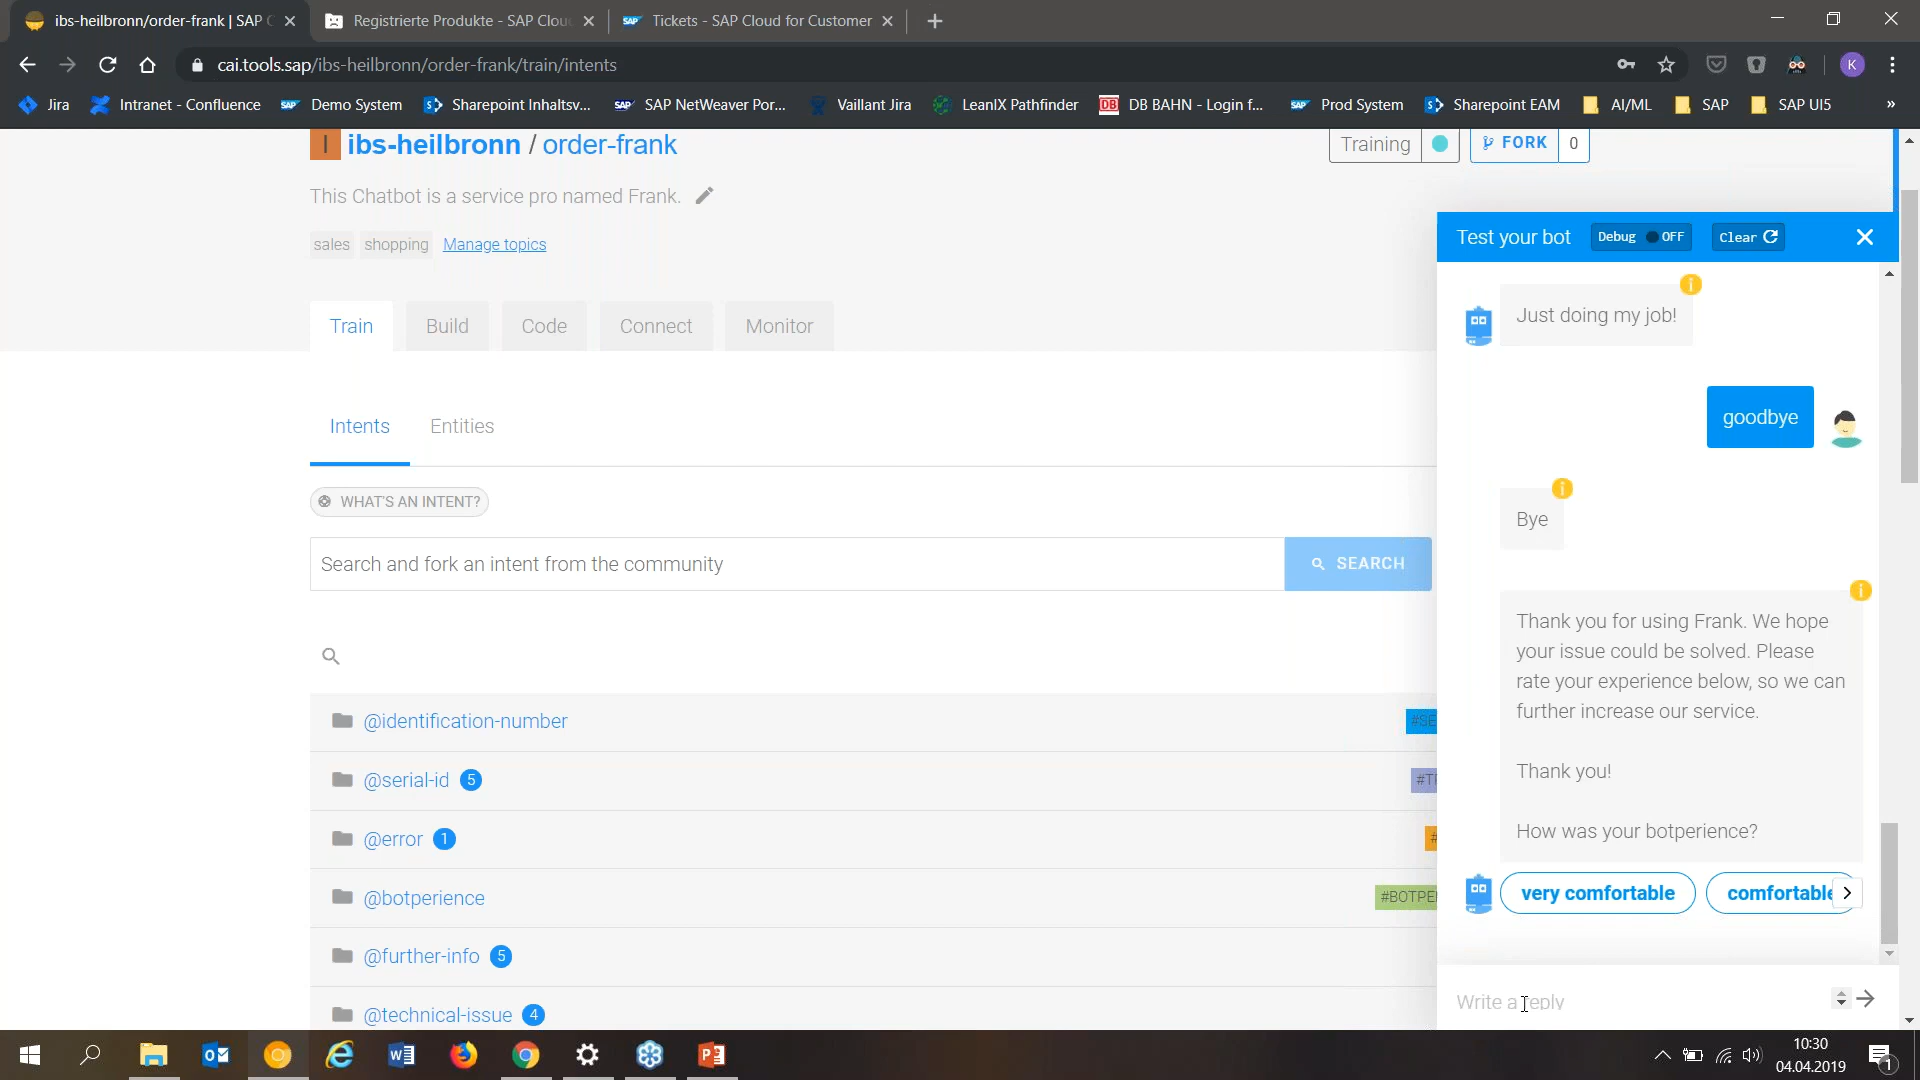 ibs-heilbronn/order-frank | SAP C
Registrierte Produkte - SAP Clou
SAP Tickets - SAP Cloud for Customer
cai.tools.sap/ibs-heilbronn/order-frank/train/intents
K
Jira
Intranet - Confluence
SAP Demo System
Sharepoint Inhaltsv...
SAP SAP NetWeaver Por...
Vaillant Jira
LeanIX Pathfinder
DB DB BAHN - Login f...
SAP Prod System
Sharepoint EAM
AI/ML
SAP
SAP UI5
»
I ibs-heilbronn / order-frank
Training
FORK 0
This Chatbot is a service pro named Frank.
sales shopping Manage topics
Train Build Code Connect Monitor
Intents Entities
WHAT'S AN INTENT?
Search and fork an intent from the community
SEARCH
@identification-number
#SE
@serial-id 5
@error 1
#
@botperience
#BOTPE
@further-info 5
@technical-issue 4
Test your bot
Debug OFF
Clear
Just doing my job!
goodbye
Bye
Thank you for using Frank. We hope
your issue could be solved. Please
rate your experience below, so we can
further increase our service.
Thank you!
How was your botperience?
very comfortable
comfortable
Write a reply
10:30
04.04.2019
1